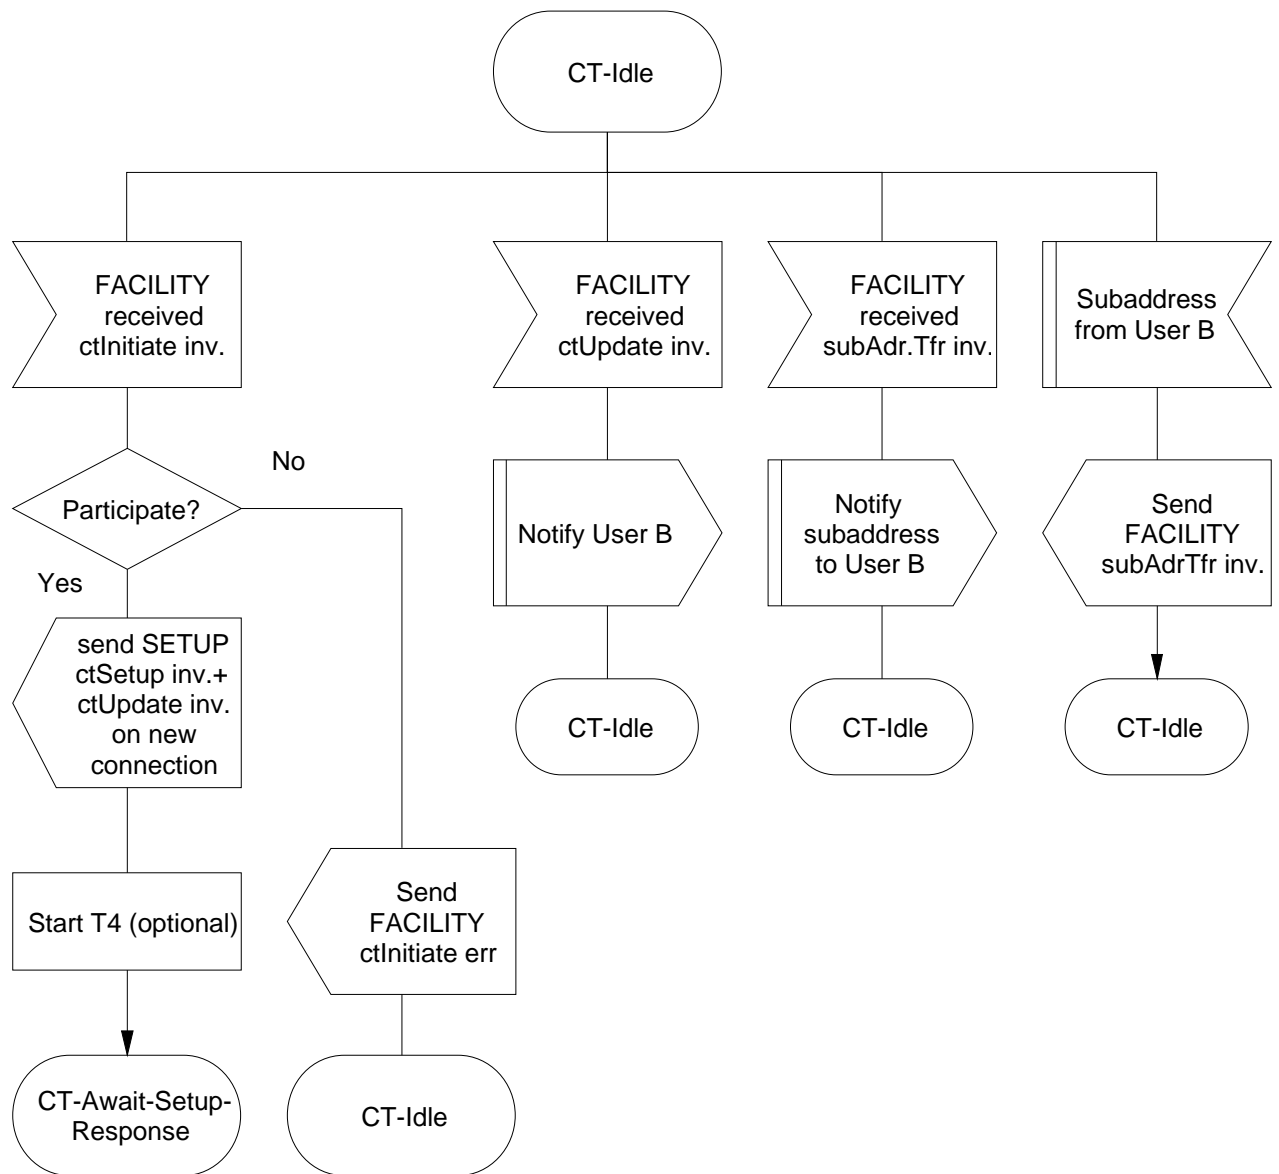 CT-Idle
FACILITY
received
ctInitiate inv.
FACILITY
received
ctUpdate inv.
FACILITY
received
subAdr.Tfr inv.
Subaddress
from User B
No
Participate?
Yes
Notify User B
Notify
subaddress
to User B
Send
FACILITY
subAdrTfr inv.
send SETUP
ctSetup inv.+
ctUpdate inv.
on new
connection
CT-Idle
CT-Idle
CT-Idle
Start T4 (optional)
Send
FACILITY
ctInitiate err
CT-Await-Setup-
Response
CT-Idle